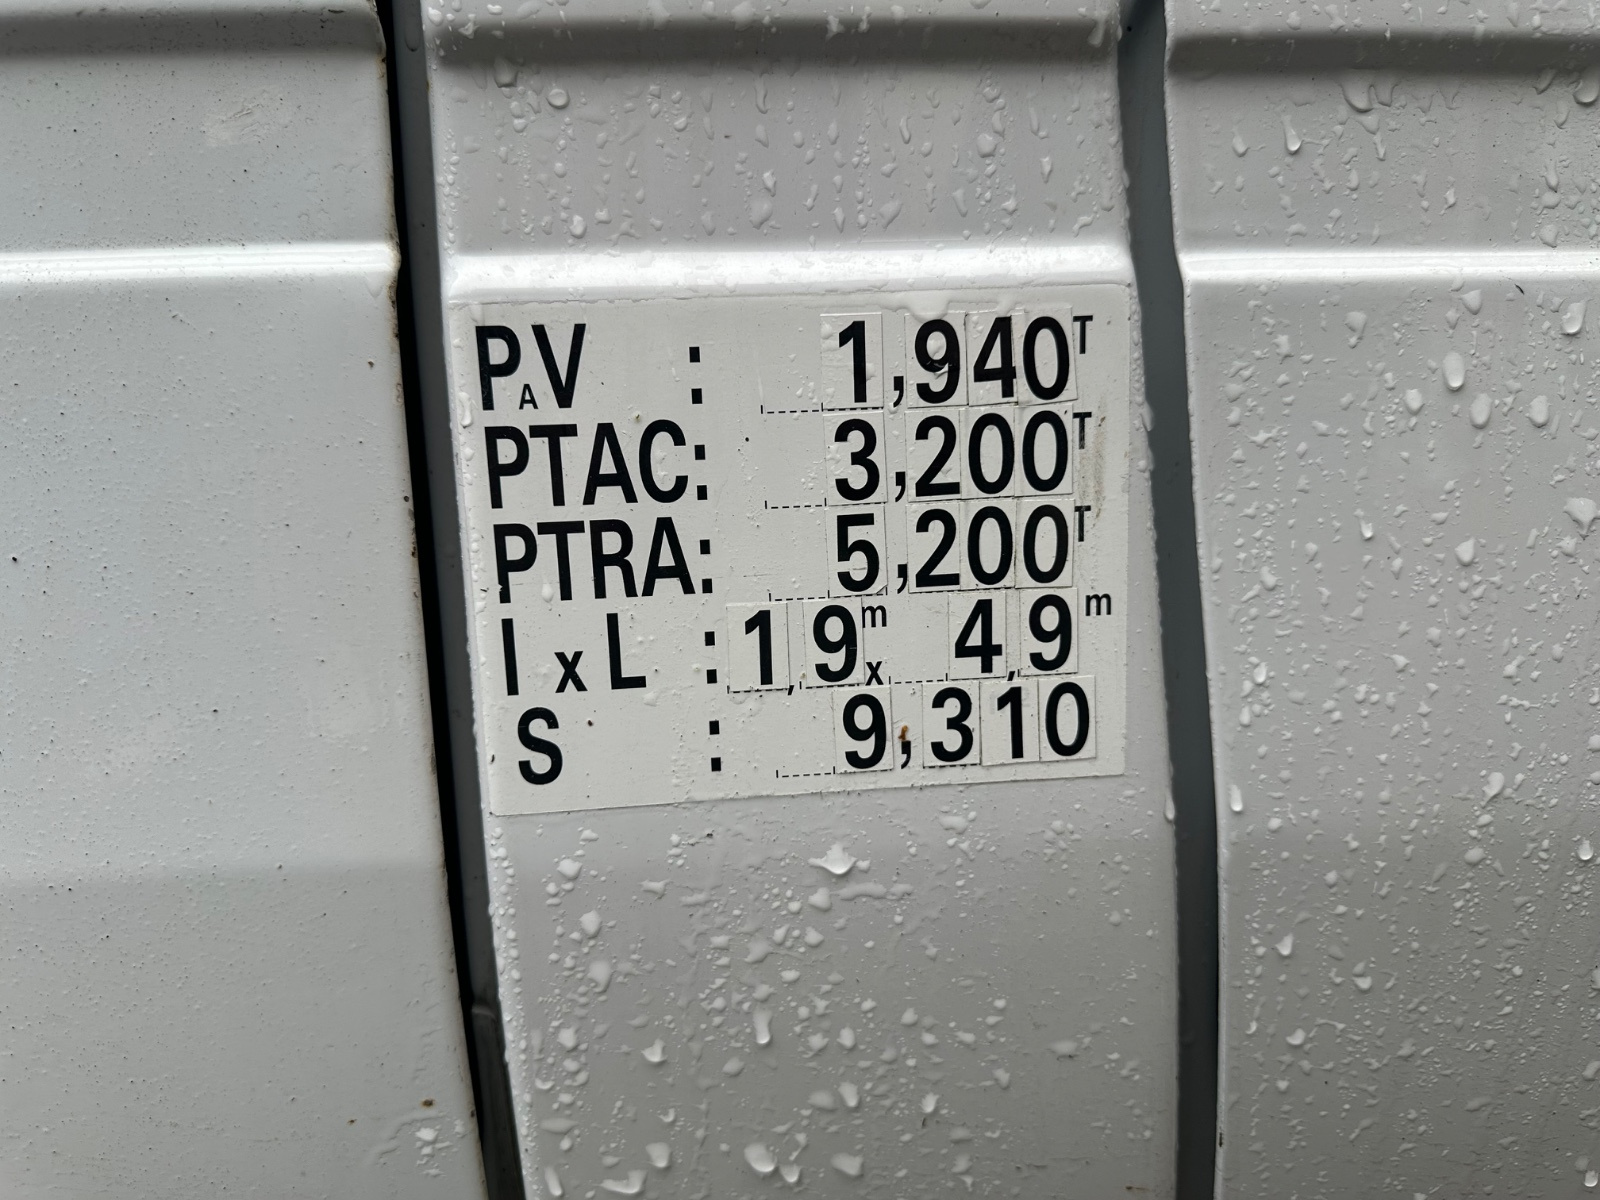 PAV : 1,940T
PTAC: 3,200T
PTRA: 5,200T
l x L : 1,9m x 4,9m
S : 9,310